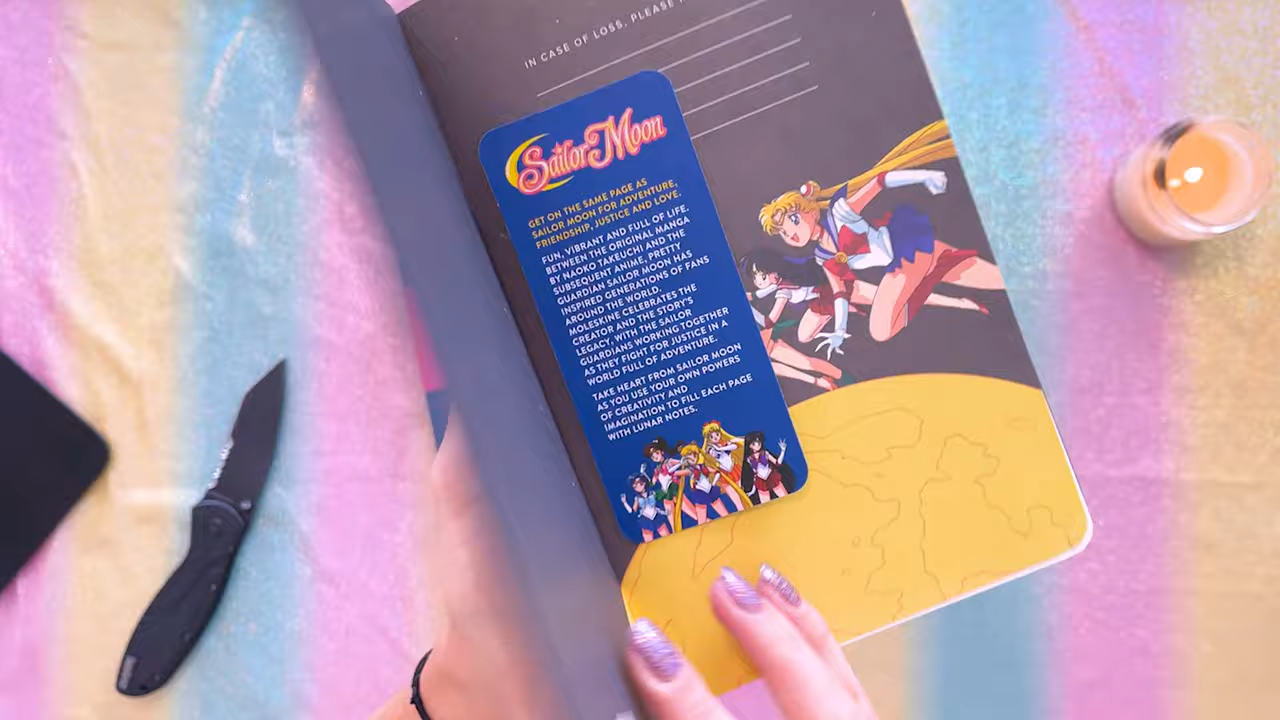 IN CASE OF LOSS, PLEASE
Sailor Moon
GET ON THE SAME PAGE AS
SAILOR MOON FOR ADVENTURE,
FRIENDSHIP, JUSTICE AND LOVE.
FUN, VIBRANT AND FULL OF LIFE.
BETWEEN THE ORIGINAL MANGA
BY NAOKO TAKEUCHI AND THE
SUBSEQUENT ANIME, PRETTY
GUARDIAN SAILOR MOON HAS
INSPIRED GENERATIONS OF FANS
AROUND THE WORLD.
MOLESKINE CELEBRATES THE
CREATOR AND THE STORY'S
LEGACY, WITH THE SAILOR
GUARDIANS WORKING TOGETHER
AS THEY FIGHT FOR JUSTICE IN A
WORLD FULL OF ADVENTURE.
TAKE HEART FROM SAILOR MOON
AS YOU USE YOUR OWN POWERS
OF CREATIVITY AND
IMAGINATION TO FILL EACH PAGE
WITH LUNAR NOTES.